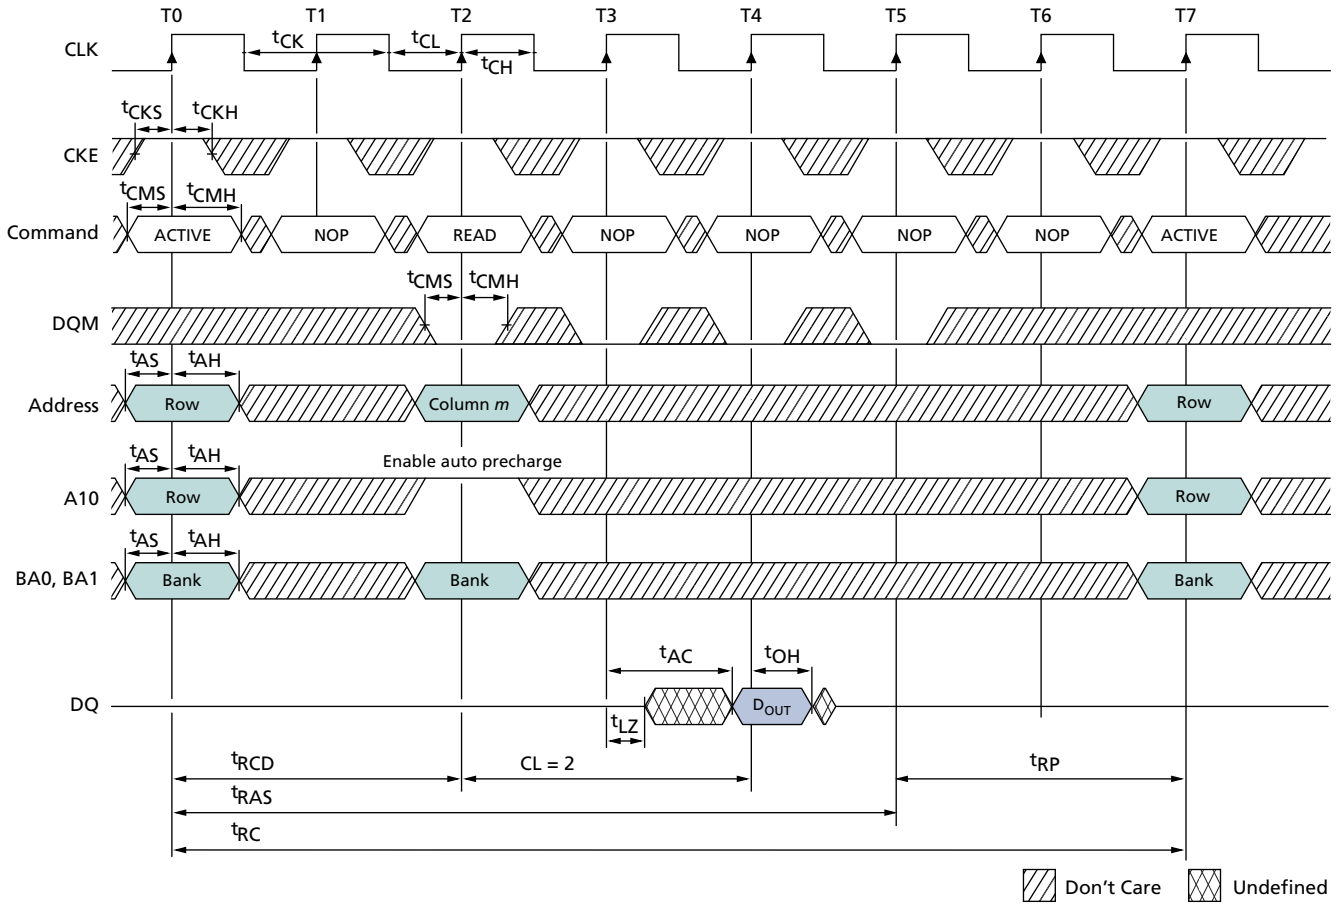 T0 T1 T2 T3 T4 T5 T6 T7
CLK tCK tCL tCH
tCKS tCKH
CKE
tCMS tCMH
Command ACTIVE NOP READ NOP NOP NOP NOP ACTIVE
tCMS tCMH
DQM
tAS tAH
Address Row Column m Row
tAS tAH
Enable auto precharge
A10 Row Row
tAS tAH
BA0, BA1 Bank Bank Bank
tAC tOH
DQ DOUT
tLZ
tRCD CL = 2 tRP
tRAS
tRC
Don't Care Undefined